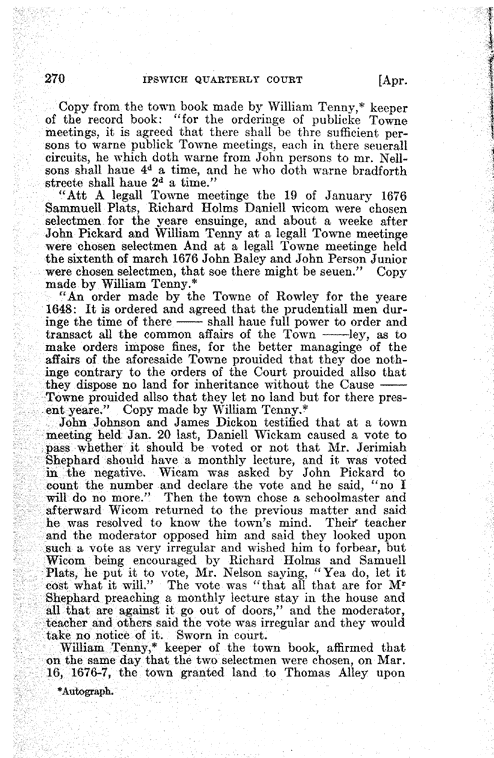 270 IPSWICH QUARTERLY COURT [Apr.
Copy from the town book made by William Tenny,* keeper
of the record book: "for the orderinge of publicke Towne
meetings, it is agreed that there shall be thre sufficient per-
sons to warne publick Towne meetings, each in there seuerall
circuits, he which doth warne from John persons to mr. Nell-
sons shall haue 4d a time, and he who doth warne bradforth
streete shall haue 2d a time."
"Att A legall Towne meetinge the 19 of January 1676
Sammuell Plats, Richard Holms Daniell wicom were chosen
selectmen for the yeare ensuinge, and about a weeke after
John Pickard and William Tenny at a legall Towne meetinge
were chosen selectmen And at a legall Towne meetinge held
the sixtenth of march 1676 John Baley and John Person Junior
were chosen selectmen, that soe there might be seuen." Copy
made by William Tenny.*
"An order made by the Towne of Rowley for the yeare
1648: It is ordered and agreed that the prudentiall men dur-
inge the time of there —— shall haue full power to order and
transact all the common affairs of the Town ——ley, as to
make orders impose fines, for the better managinge of the
affairs of the aforesaide Towne prouided that they doe noth-
inge contrary to the orders of the Court prouided allso that
they dispose no land for inheritance without the Cause ——
Towne prouided allso that they let no land but for there pres-
ent yeare." Copy made by William Tenny.*
John Johnson and James Dickon testified that at a town
meeting held Jan. 20 last, Daniell Wickam caused a vote to
pass whether it should be voted or not that Mr. Jerimiah
Shephard should have a monthly lecture, and it was voted
in the negative. Wicam was asked by John Pickard to
count the number and declare the vote and he said, "no I
will do no more." Then the town chose a schoolmaster and
afterward Wicom returned to the previous matter and said
he was resolved to know the town's mind. Their teacher
and the moderator opposed him and said they looked upon
such a vote as very irregular and wished him to forbear, but
Wicom being encouraged by Richard Holms and Samuell
Plats, he put it to vote, Mr. Nelson saying, "Yea do, let it
cost what it will." The vote was "that all that are for Mr
Shephard preaching a monthly lecture stay in the house and
all that are against it go out of doors," and the moderator,
teacher and others said the vote was irregular and they would
take no notice of it. Sworn in court.
William Tenny,* keeper of the town book, affirmed that
on the same day that the two selectmen were chosen, on Mar.
16, 1676-7, the town granted land to Thomas Alley upon
*Autograph.